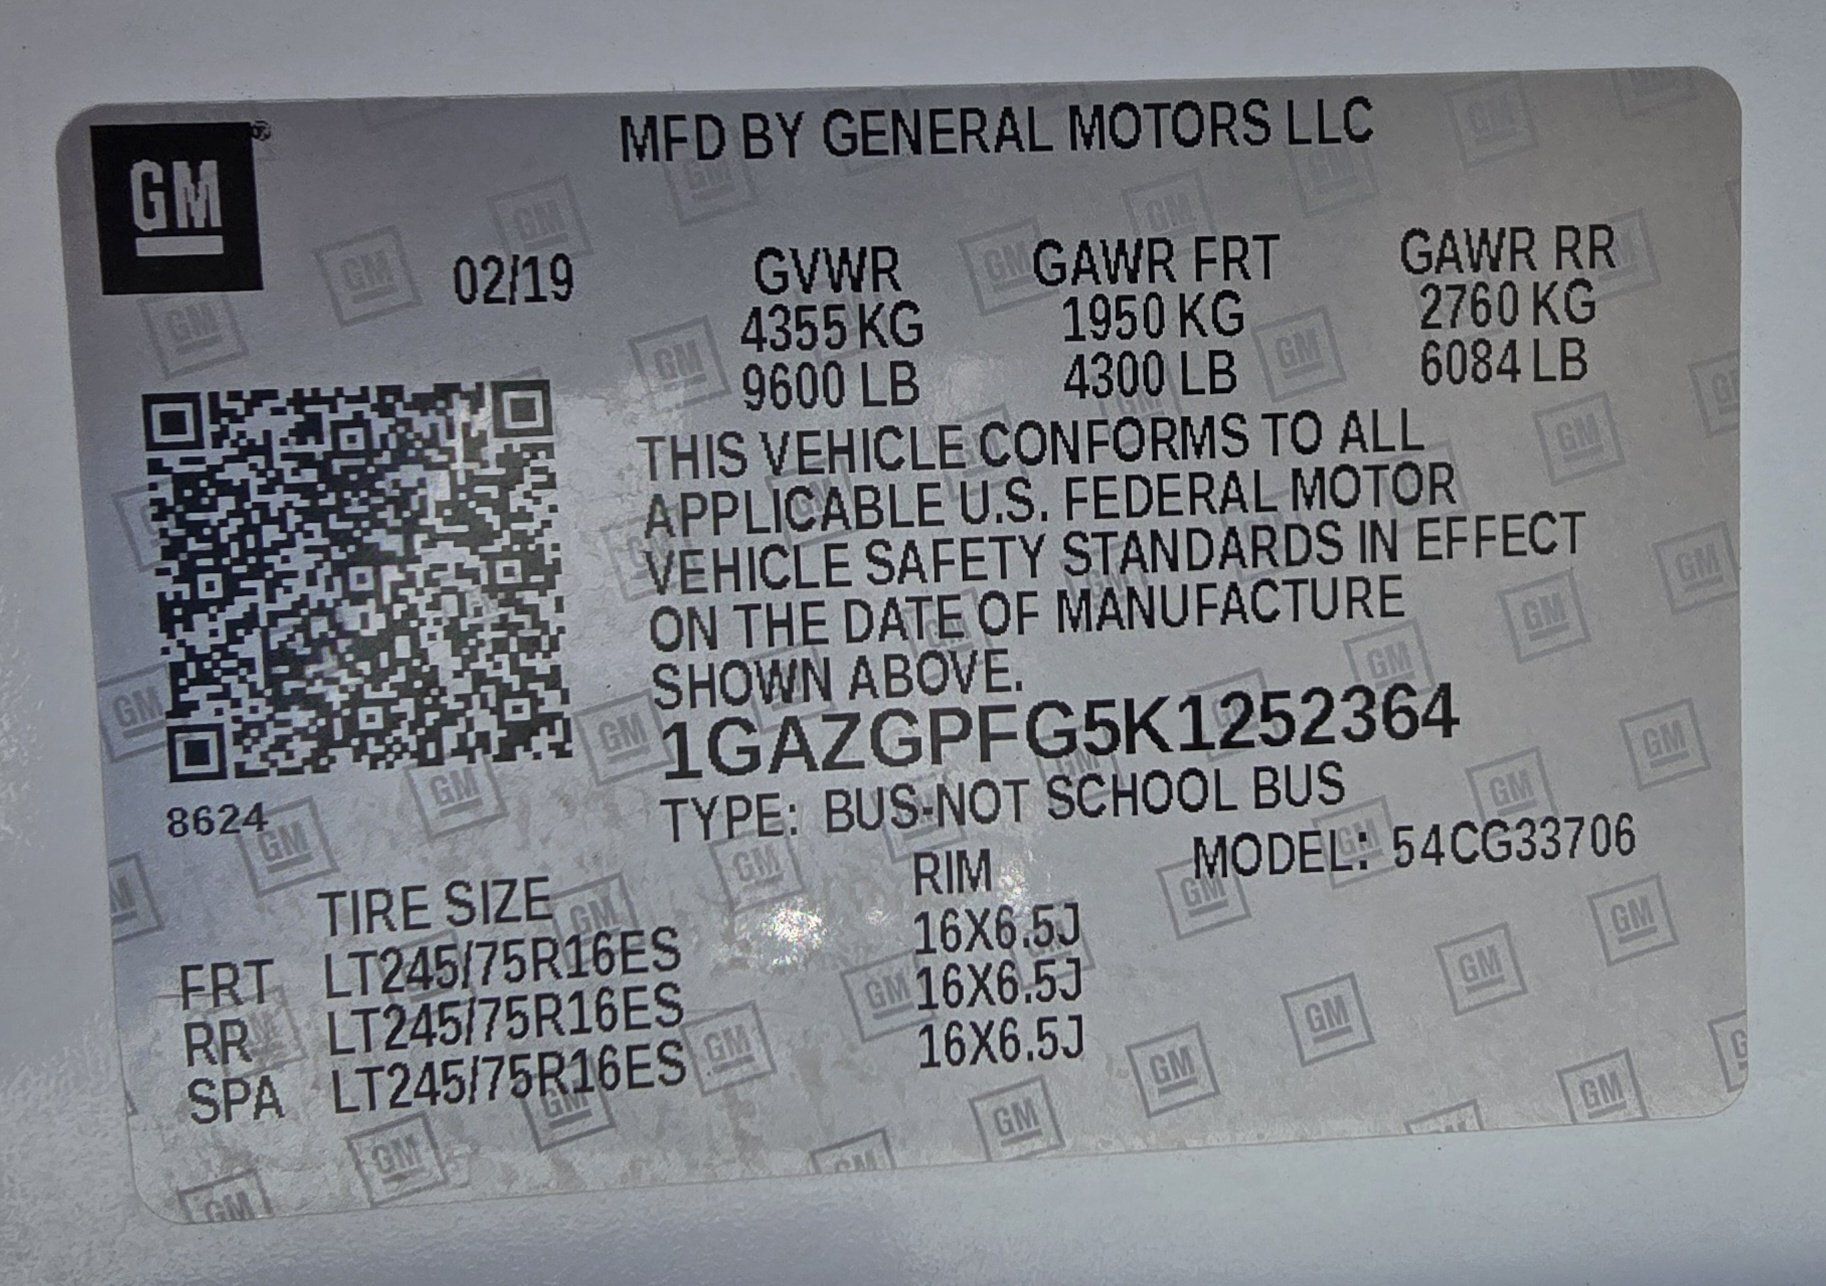 GM
MFD BY GENERAL MOTORS LLC
02/19 GVWR GAWR FRT GAWR RR
4355 KG 1950 KG 2760 KG
9600 LB 4300 LB 6084 LB
THIS VEHICLE CONFORMS TO ALL
APPLICABLE U.S. FEDERAL MOTOR
VEHICLE SAFETY STANDARDS IN EFFECT
ON THE DATE OF MANUFACTURE
SHOWN ABOVE.
1GAZGPFG5K1252364
8624
TYPE: BUS-NOT SCHOOL BUS
MODEL: 54CG33706
TIRE SIZE RIM
FRT LT245/75R16ES 16X6.5J
RR LT245/75R16ES 16X6.5J
SPA LT245/75R16ES 16X6.5J